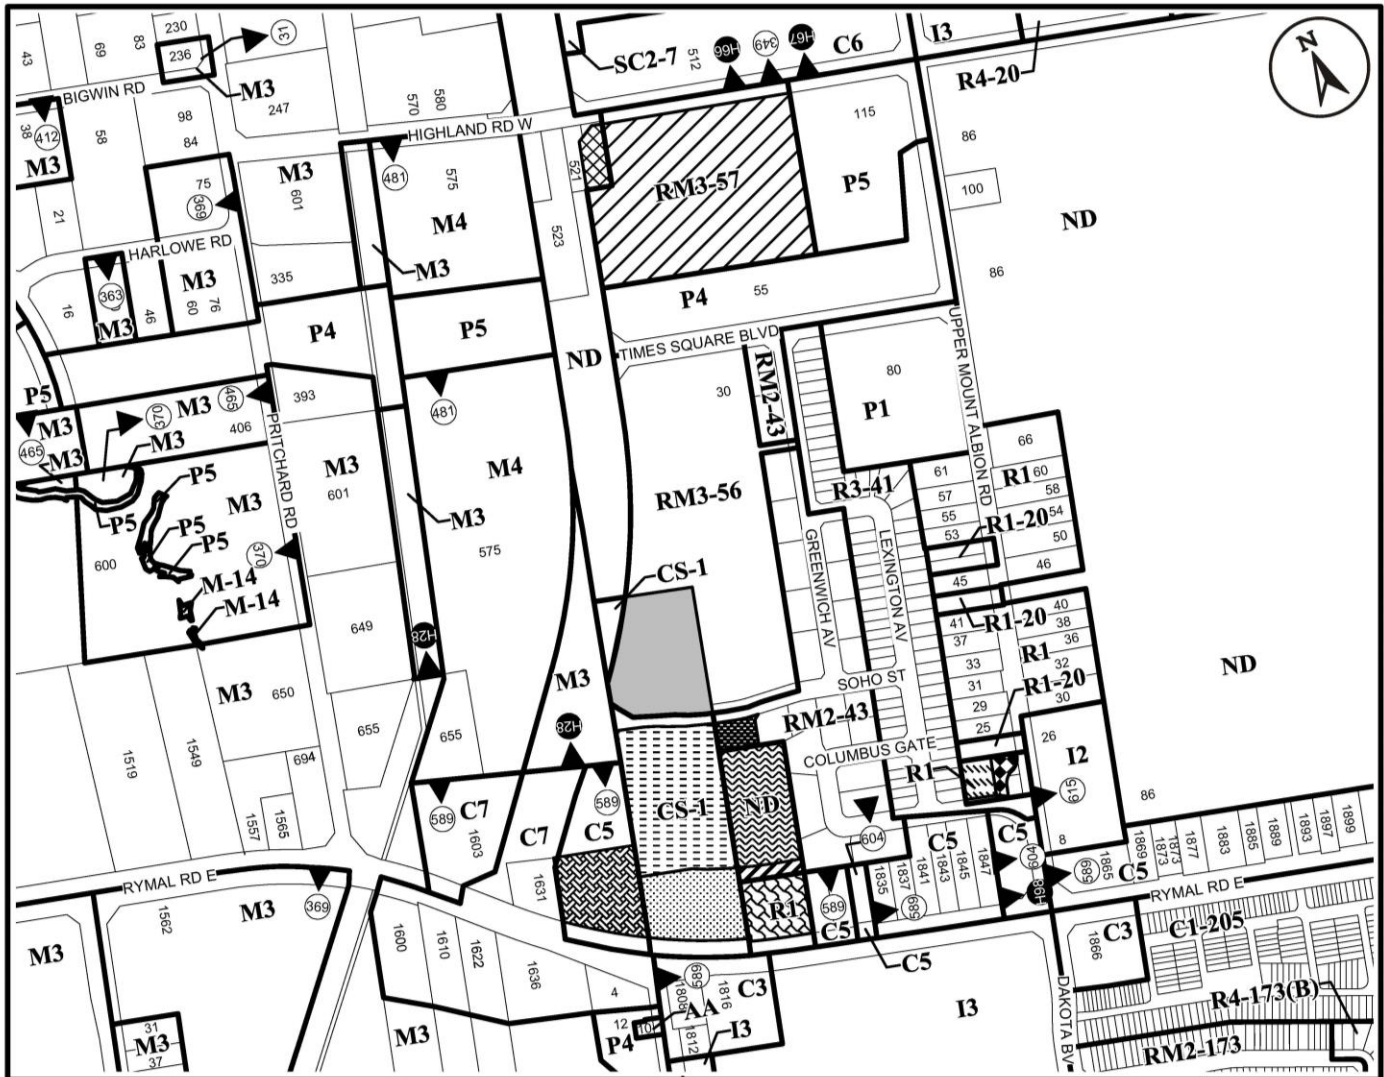 230
31
43
69
83
236
BIGWIN RD
M3
247
98
38
412
58
84
M3
75
369
M3
601
21
HARLOWE RD
M3
335
363
16
46
60
76
M3
570
580
HIGHLAND RD W
481
575
M4
M3
P4
P5
SC2-7
512
H66
349
H67
C6
I3
R4-20
115
86
521
RM3-57
P5
100
ND
523
86
P4
55
ND
TIMES SQUARE BLVD
UPPER MOUNT ALBION RD
P5
M3
465
M3
370
M3
M3
465
393
406
481
PRITCHARD RD
30
RM2-43
80
P1
P5
P5
M3
P5
P5
600
370
M-14
M-14
M3
601
M4
M3
575
RM3-56
R3-41
GREENWICH AV
LEXINGTON AV
61
57
55
53
45
41
37
33
31
29
25
66
R1
60
58
54
R1-20
50
46
R1-20
40
38
36
R1
32
R1-20
30
CS-1
649
H28
M3
650
M3
H28
SOHO ST
RM2-43
ND
655
655
COLUMBUS GATE
R1
26
I2
615
86
1519
1549
694
1557
1565
589
C7
1603
C7
589
C5
CS-1
ND
604
C5
C5
604
8
RYMAL RD E
1631
R1
589
C5
1835
1837
1841
1843
1845
1847
589
H98
589
1865
C5
1869
1873
1873
1877
1883
1885
1889
1893
1897
1899
RYMAL RD E
1562
369
M3
M3
1600
1610
1622
1636
4
C5
C3
1866
C1-205
589
1808
1816
C3
AA
12
10
P4
1812
I3
I3
M3
31
M3
37
DAKOTA BV
R4-173(B)
RM2-173
N